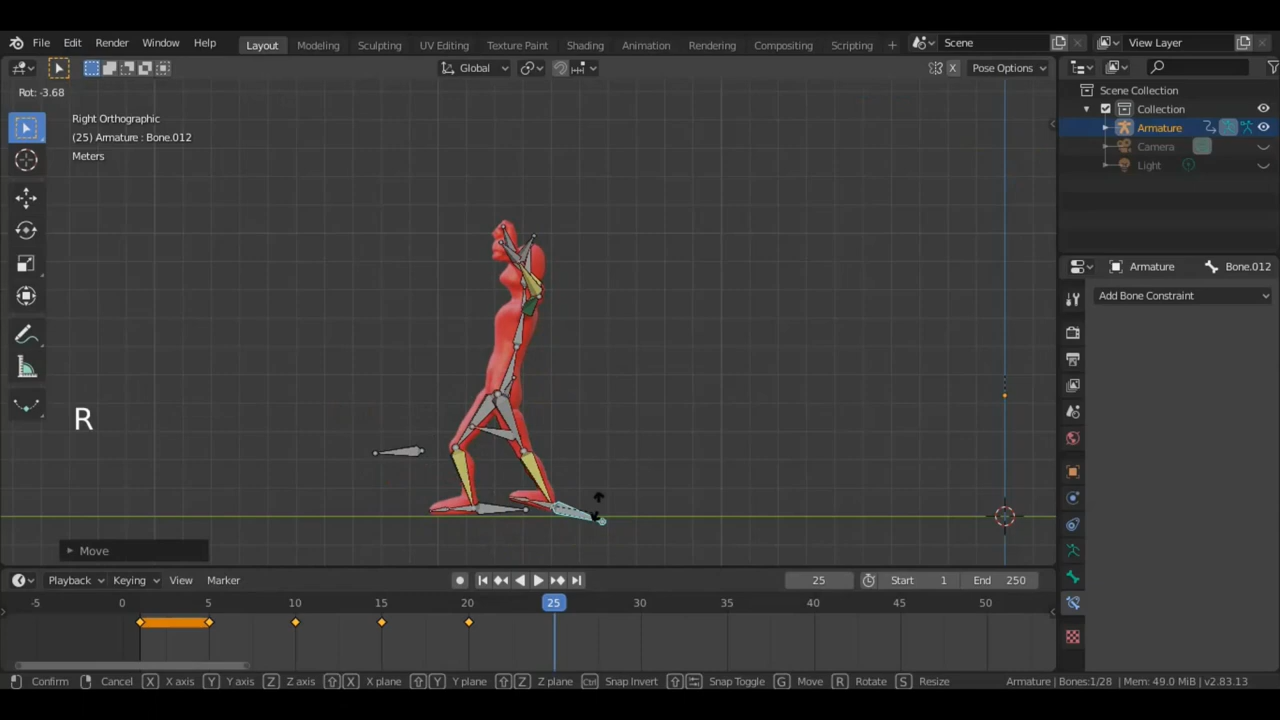 File Edit Render Window Help Layout Modeling Sculpting UV Editing Texture Paint Shading Animation Rendering Compositing Scripting + Scene View Layer
Global X Pose Options
Rot: -3.68
Scene Collection
Right Orthographic
Collection
(25) Armature : Bone.012
Armature
Meters
Camera
Light
Armature Bone.012
Add Bone Constraint
R
Move
Playback Keying View Marker 25 Start 1 End 250
-5 0 5 10 15 20 25 30 35 40 45 50
Confirm Cancel X X axis Y Y axis Z Z axis X X plane Y Y plane Z Z plane Ctrl Snap Invert Snap Toggle G Move R Rotate S Resize Armature | Bones:1/28 | Mem: 49.0 MiB | v2.83.13